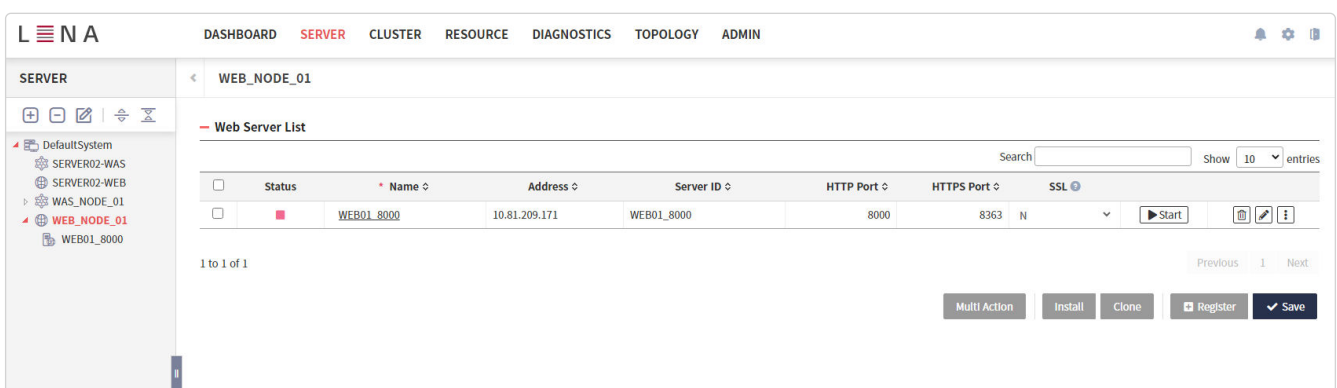 LENA
DASHBOARD SERVER CLUSTER RESOURCE DIAGNOSTICS TOPOLOGY ADMIN
SERVER
WEB_NODE_01
DefaultSystem
SERVER02-WAS
SERVER02-WEB
WAS_NODE_01
WEB_NODE_01
WEB01_8000
Web Server List
Search Show 10 entries
Status * Name Address Server ID HTTP Port HTTPS Port SSL
WEB01_8000 10.81.209.171 WEB01_8000 8000 8363 N Start
1 to 1 of 1
Previous 1 Next
Multi Action Install Clone Register Save